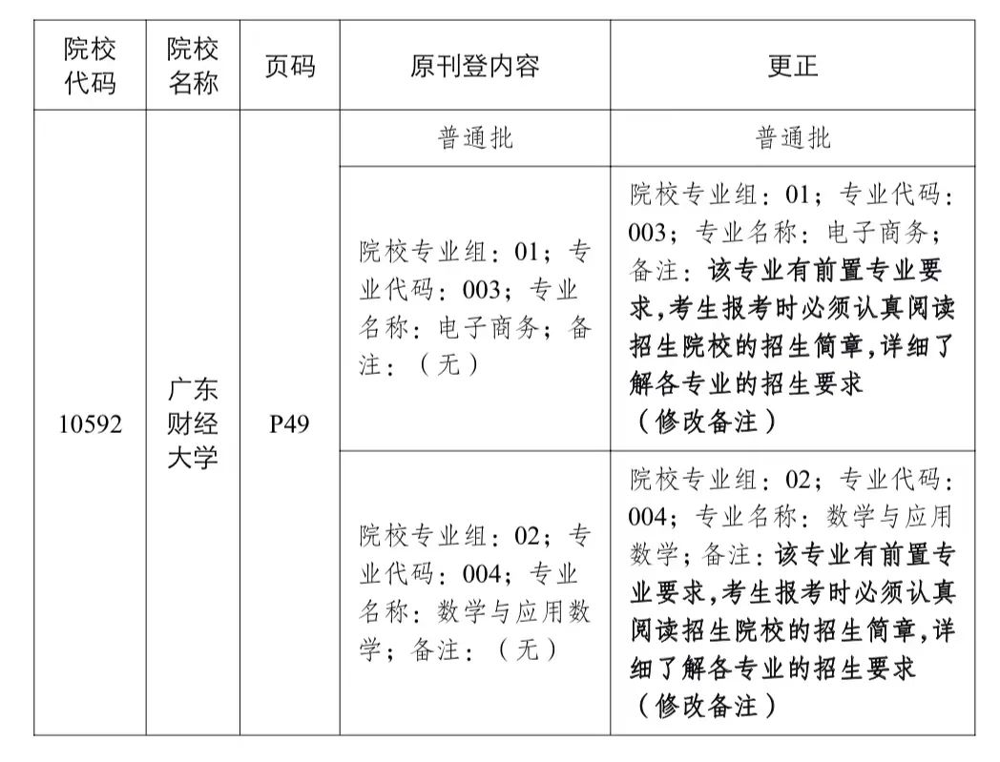 院校
代码
院校
名称
页码
原刊登内容
更正
10592
广东
财经
大学
P49
普通批
普通批
院校专业组：01；专
业代码：003；专业
名称：电子商务；备
注：（无）
院校专业组：01；专业代码：
003；专业名称：电子商务；
备注：该专业有前置专业要
求,考生报考时必须认真阅读
招生院校的招生简章,详细了
解各专业的招生要求
（修改备注）
院校专业组：02；专
业代码：004；专业
名称：数学与应用数
学；备注：（无）
院校专业组：02；专业代码：
004；专业名称：数学与应用
数学；备注：该专业有前置专
业要求,考生报考时必须认真
阅读招生院校的招生简章,详
细了解各专业的招生要求
（修改备注）